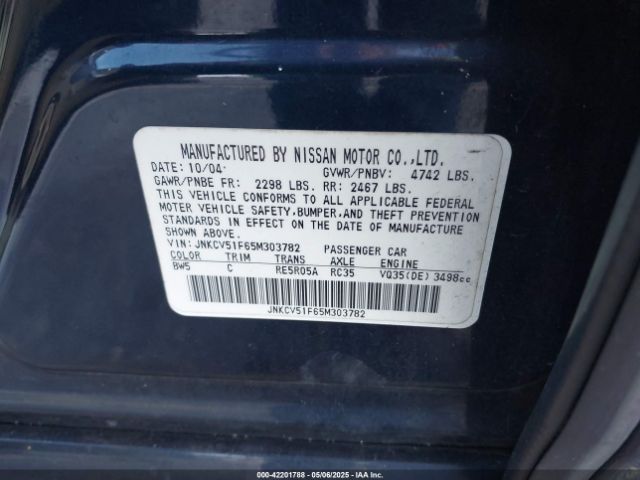 MANUFACTURED BY NISSAN MOTOR CO.,LTD.
DATE: 10/04 GVWR/PNBV: 4742 LBS.
GAWR/PNBE FR: 2298 LBS. RR: 2467 LBS.
THIS VEHICLE CONFORMS TO ALL APPLICABLE FEDERAL
MOTOR VEHICLE SAFETY,BUMPER,AND THEFT PREVENTION
STANDARDS IN EFFECT ON THE DATE OF MANUFACTURE
SHOWN ABOVE.
VIN: JNKCV51F65M303782 PASSENGER CAR
COLOR TRIM TRANS AXLE ENGINE
BW5 C RE5R05A RC35 VQ35(DE) 3498cc
JNKCV51F65M303782
000-42201788 - 05/06/2025 - IAA Inc.